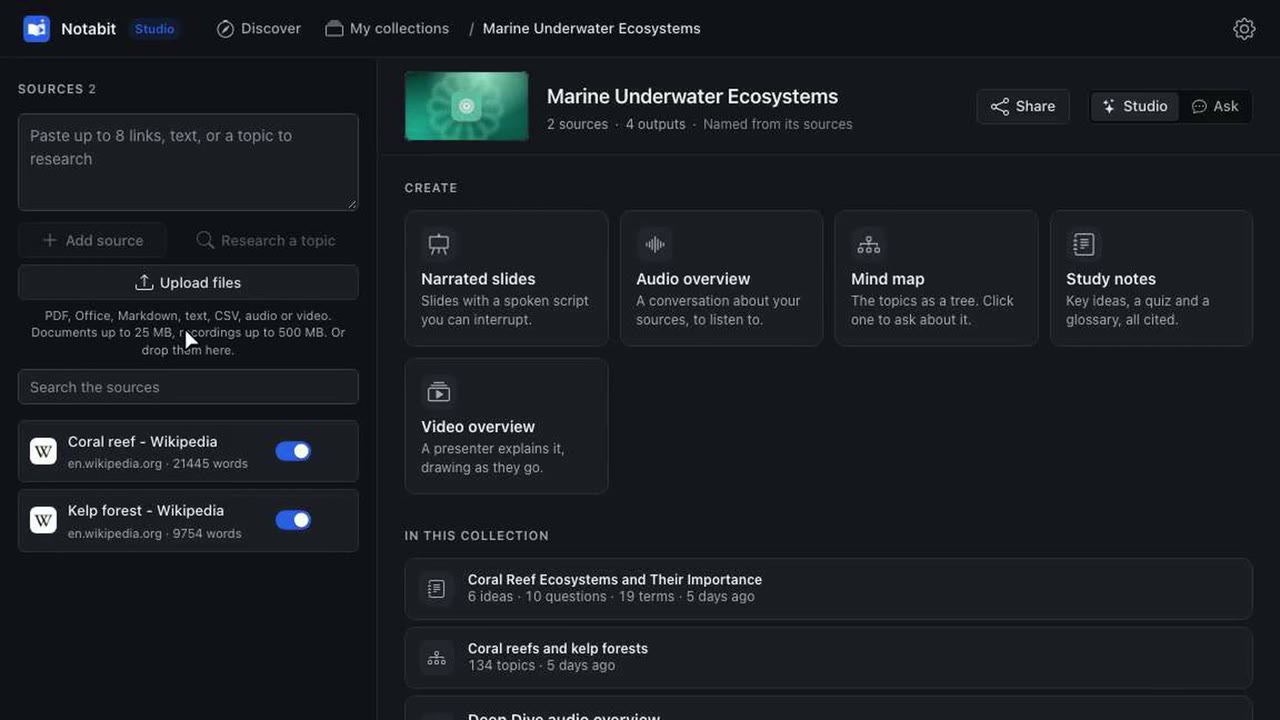 Notabit Studio Discover My collections / Marine Underwater Ecosystems
SOURCES 2
Paste up to 8 links, text, or a topic to
research
Add source Research a topic
Upload files
PDF, Office, Markdown, text, CSV, audio or video.
Documents up to 25 MB, recordings up to 500 MB. Or
drop them here.
Search the sources
W Coral reef - Wikipedia
en.wikipedia.org · 21445 words
W Kelp forest - Wikipedia
en.wikipedia.org · 9754 words
Marine Underwater Ecosystems
2 sources · 4 outputs · Named from its sources
Share Studio Ask
CREATE
Narrated slides
Slides with a spoken script
you can interrupt.
Audio overview
A conversation about your
sources, to listen to.
Mind map
The topics as a tree. Click
one to ask about it.
Study notes
Key ideas, a quiz and a
glossary, all cited.
Video overview
A presenter explains it,
drawing as they go.
IN THIS COLLECTION
Coral Reef Ecosystems and Their Importance
6 ideas · 10 questions · 19 terms · 5 days ago
Coral reefs and kelp forests
134 topics · 5 days ago
Deep Dive audio overview